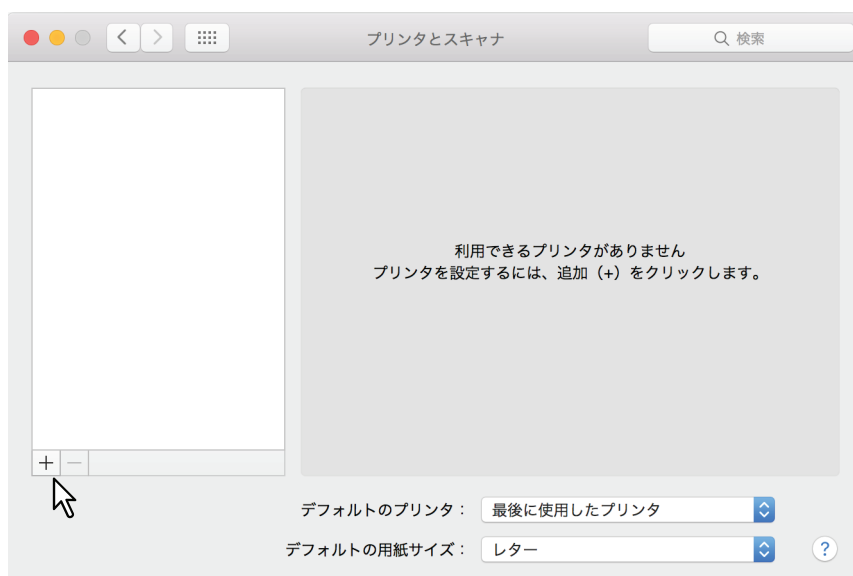 プリンタとスキャナ
検索
利用できるプリンタがありません
プリンタを設定するには、追加（+）をクリックします。
+ −
デフォルトのプリンタ： 最後に使用したプリンタ
デフォルトの用紙サイズ： レター
?